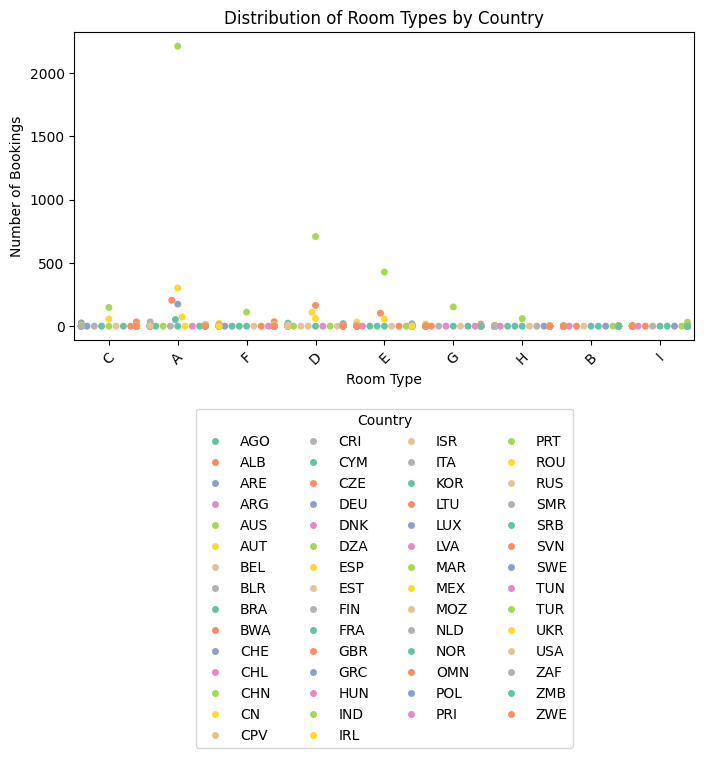 Distribution of Room Types by Country
Number of Bookings
2000
1500
1000
500
0
C A F D E G H B I
Room Type
Country
AGO CRI ISR PRT
ALB CYM ITA ROU
ARE CZE KOR RUS
ARG DEU LTU SMR
AUS DNK LUX SRB
AUT DZA LVA SVN
BEL ESP MAR SWE
BLR EST MEX TUN
BRA FIN MOZ TUR
BWA FRA NLD UKR
CHE GBR NOR USA
CHL GRC OMN ZAF
CHN HUN POL ZMB
CN IND PRI ZWE
CPV IRL